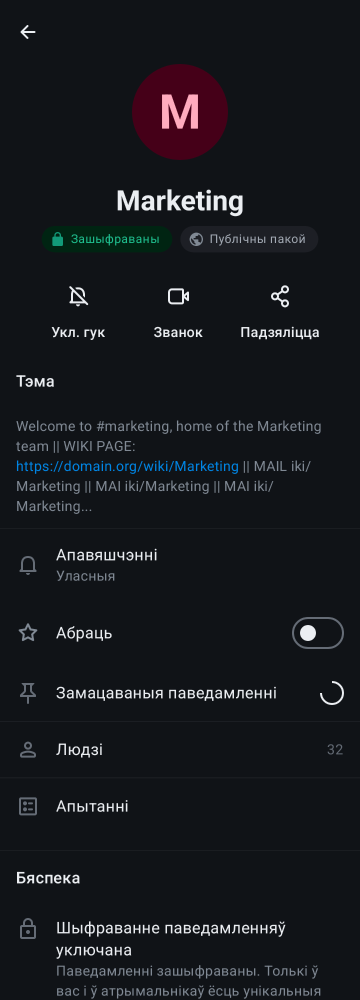 M
Marketing
Зашыфраваны
Публічны пакой
Укл. гук
Званок
Падзяліцца
Тэма
Welcome to #marketing, home of the Marketing
team || WIKI PAGE:
https://domain.org/wiki/Marketing || MAIL iki/
Marketing || MAI iki/Marketing || MAI iki/
Marketing...
Апавяшчэнні
Уласныя
Абраць
Замацаваныя паведамленні
Людзі 32
Апытанні
Бяспека
Шыфраванне паведамленняў
уключана
Паведамленні зашыфраваны. Толькі ў
вас і ў атрымальнікаў ёсць унікальныя